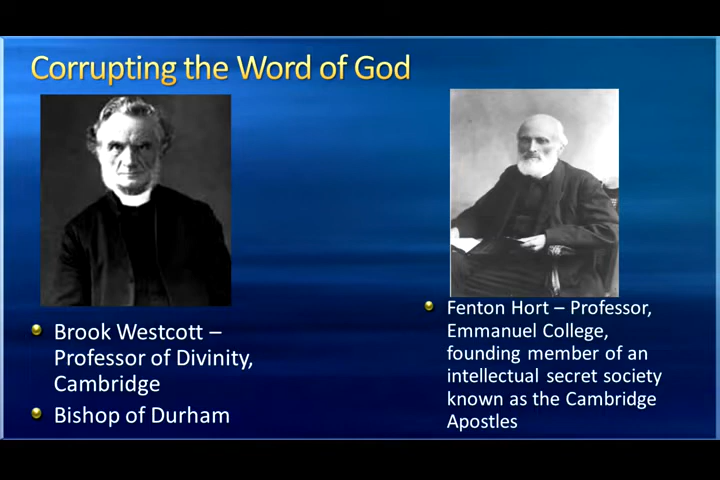 Corrupting the Word of God
Brook Westcott –
Professor of Divinity,
Cambridge
Bishop of Durham
Fenton Hort – Professor,
Emmanuel College,
founding member of an
intellectual secret society
known as the Cambridge
Apostles